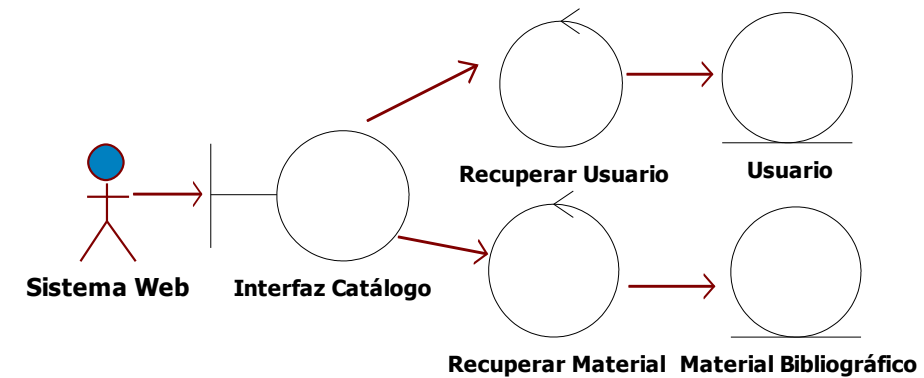 Recuperar Usuario
Usuario
Sistema Web
Interfaz Catálogo
Recuperar Material
Material Bibliográfico